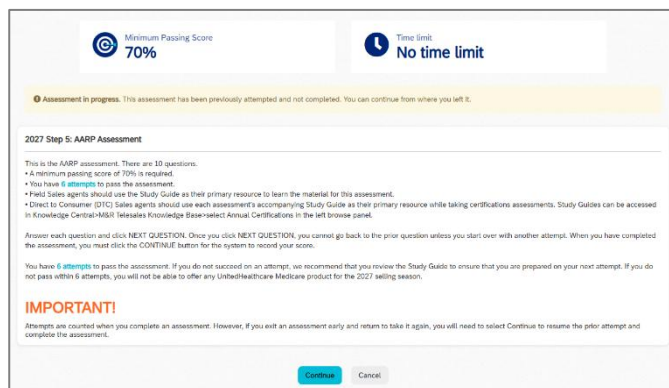 Minimum Passing Score
70%
Time limit
No time limit
Assessment in progress. This assessment has been previously attempted and not completed. You can continue from where you left it.
2027 Step 5: AARP Assessment
This is the AARP assessment. There are 10 questions.
• A minimum passing score of 70% is required.
• You have 6 attempts to pass the assessment.
• Field Sales agents should use the Study Guide as their primary resource to learn the material for this assessment.
• Direct to Consumer (DTC) Sales agents should use each assessment's accompanying Study Guide as their primary resource while taking certifications assessments. Study Guides can be accessed
in Knowledge Central>M&R Telesales Knowledge Base>select Annual Certifications in the left browse panel.
Answer each question and click NEXT QUESTION. Once you click NEXT QUESTION, you cannot go back to the prior question unless you start over with another attempt. When you have completed
the assessment, you must click the CONTINUE button for the system to record your score.
You have 6 attempts to pass the assessment. If you do not succeed on an attempt, we recommend that you review the Study Guide to ensure that you are prepared on your next attempt. If you do
not pass within 6 attempts, you will not be able to offer any UnitedHealthcare Medicare product for the 2027 selling season.
IMPORTANT!
Attempts are counted when you complete an assessment. However, if you exit an assessment early and return to take it again, you will need to select Continue to resume the prior attempt and
complete the assessment.
Continue
Cancel